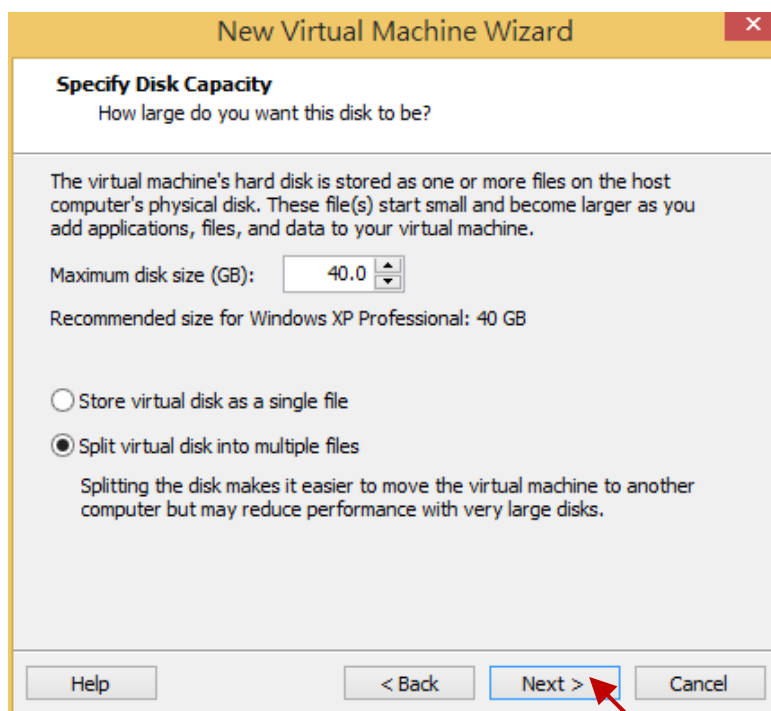 New Virtual Machine Wizard
Specify Disk Capacity
How large do you want this disk to be?
The virtual machine's hard disk is stored as one or more files on the host
computer's physical disk. These file(s) start small and become larger as you
add applications, files, and data to your virtual machine.
Maximum disk size (GB): 40.0
Recommended size for Windows XP Professional: 40 GB
Store virtual disk as a single file
Split virtual disk into multiple files
Splitting the disk makes it easier to move the virtual machine to another
computer but may reduce performance with very large disks.
Help < Back Next > Cancel